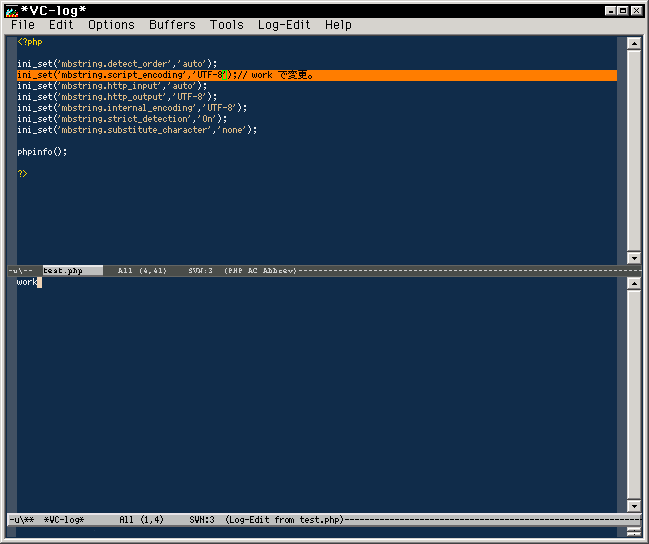 *VC-log*
File Edit Options Buffers Tools Log-Edit Help
<?php
ini_set('mbstring.detect_order','auto');
ini_set('mbstring.script_encoding','UTF-8');// work で変更。
ini_set('mbstring.http_input','auto');
ini_set('mbstring.http_output','UTF-8');
ini_set('mbstring.internal_encoding','UTF-8');
ini_set('mbstring.strict_detection','On');
ini_set('mbstring.substitute_character','none');
phpinfo();
?>
-u\-- test.php All (4,41) SVN:3 (PHP AC Abbrev)--------------------------------------------------------------
work
-u\** *VC-log* All (1,4) SVN:3 (Log-Edit from test.php)--------------------------------------------------